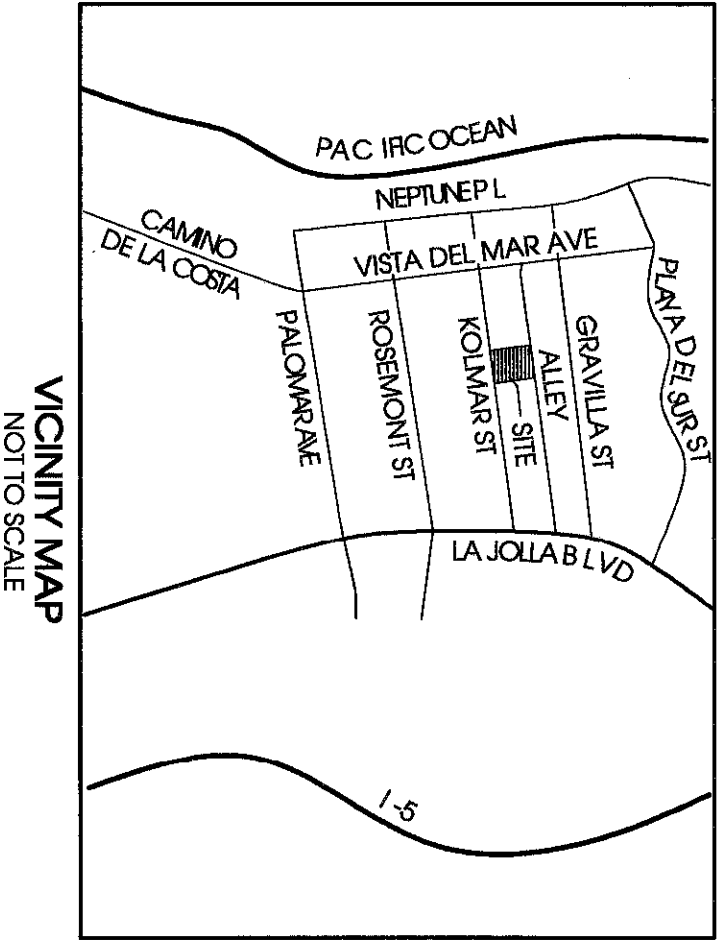 PACIFIC OCEAN
NEPTUNE PL
CAMINO
DE LA COSTA
VISTA DEL MAR AVE
PLAYA DEL SUR ST
PALOMAR AVE
ROSEMONT ST
KOLMAR ST
SITE
ALLEY
GRAVILLA ST
LA JOLLA BLVD
I-5
VICINITY MAP
NOT TO SCALE